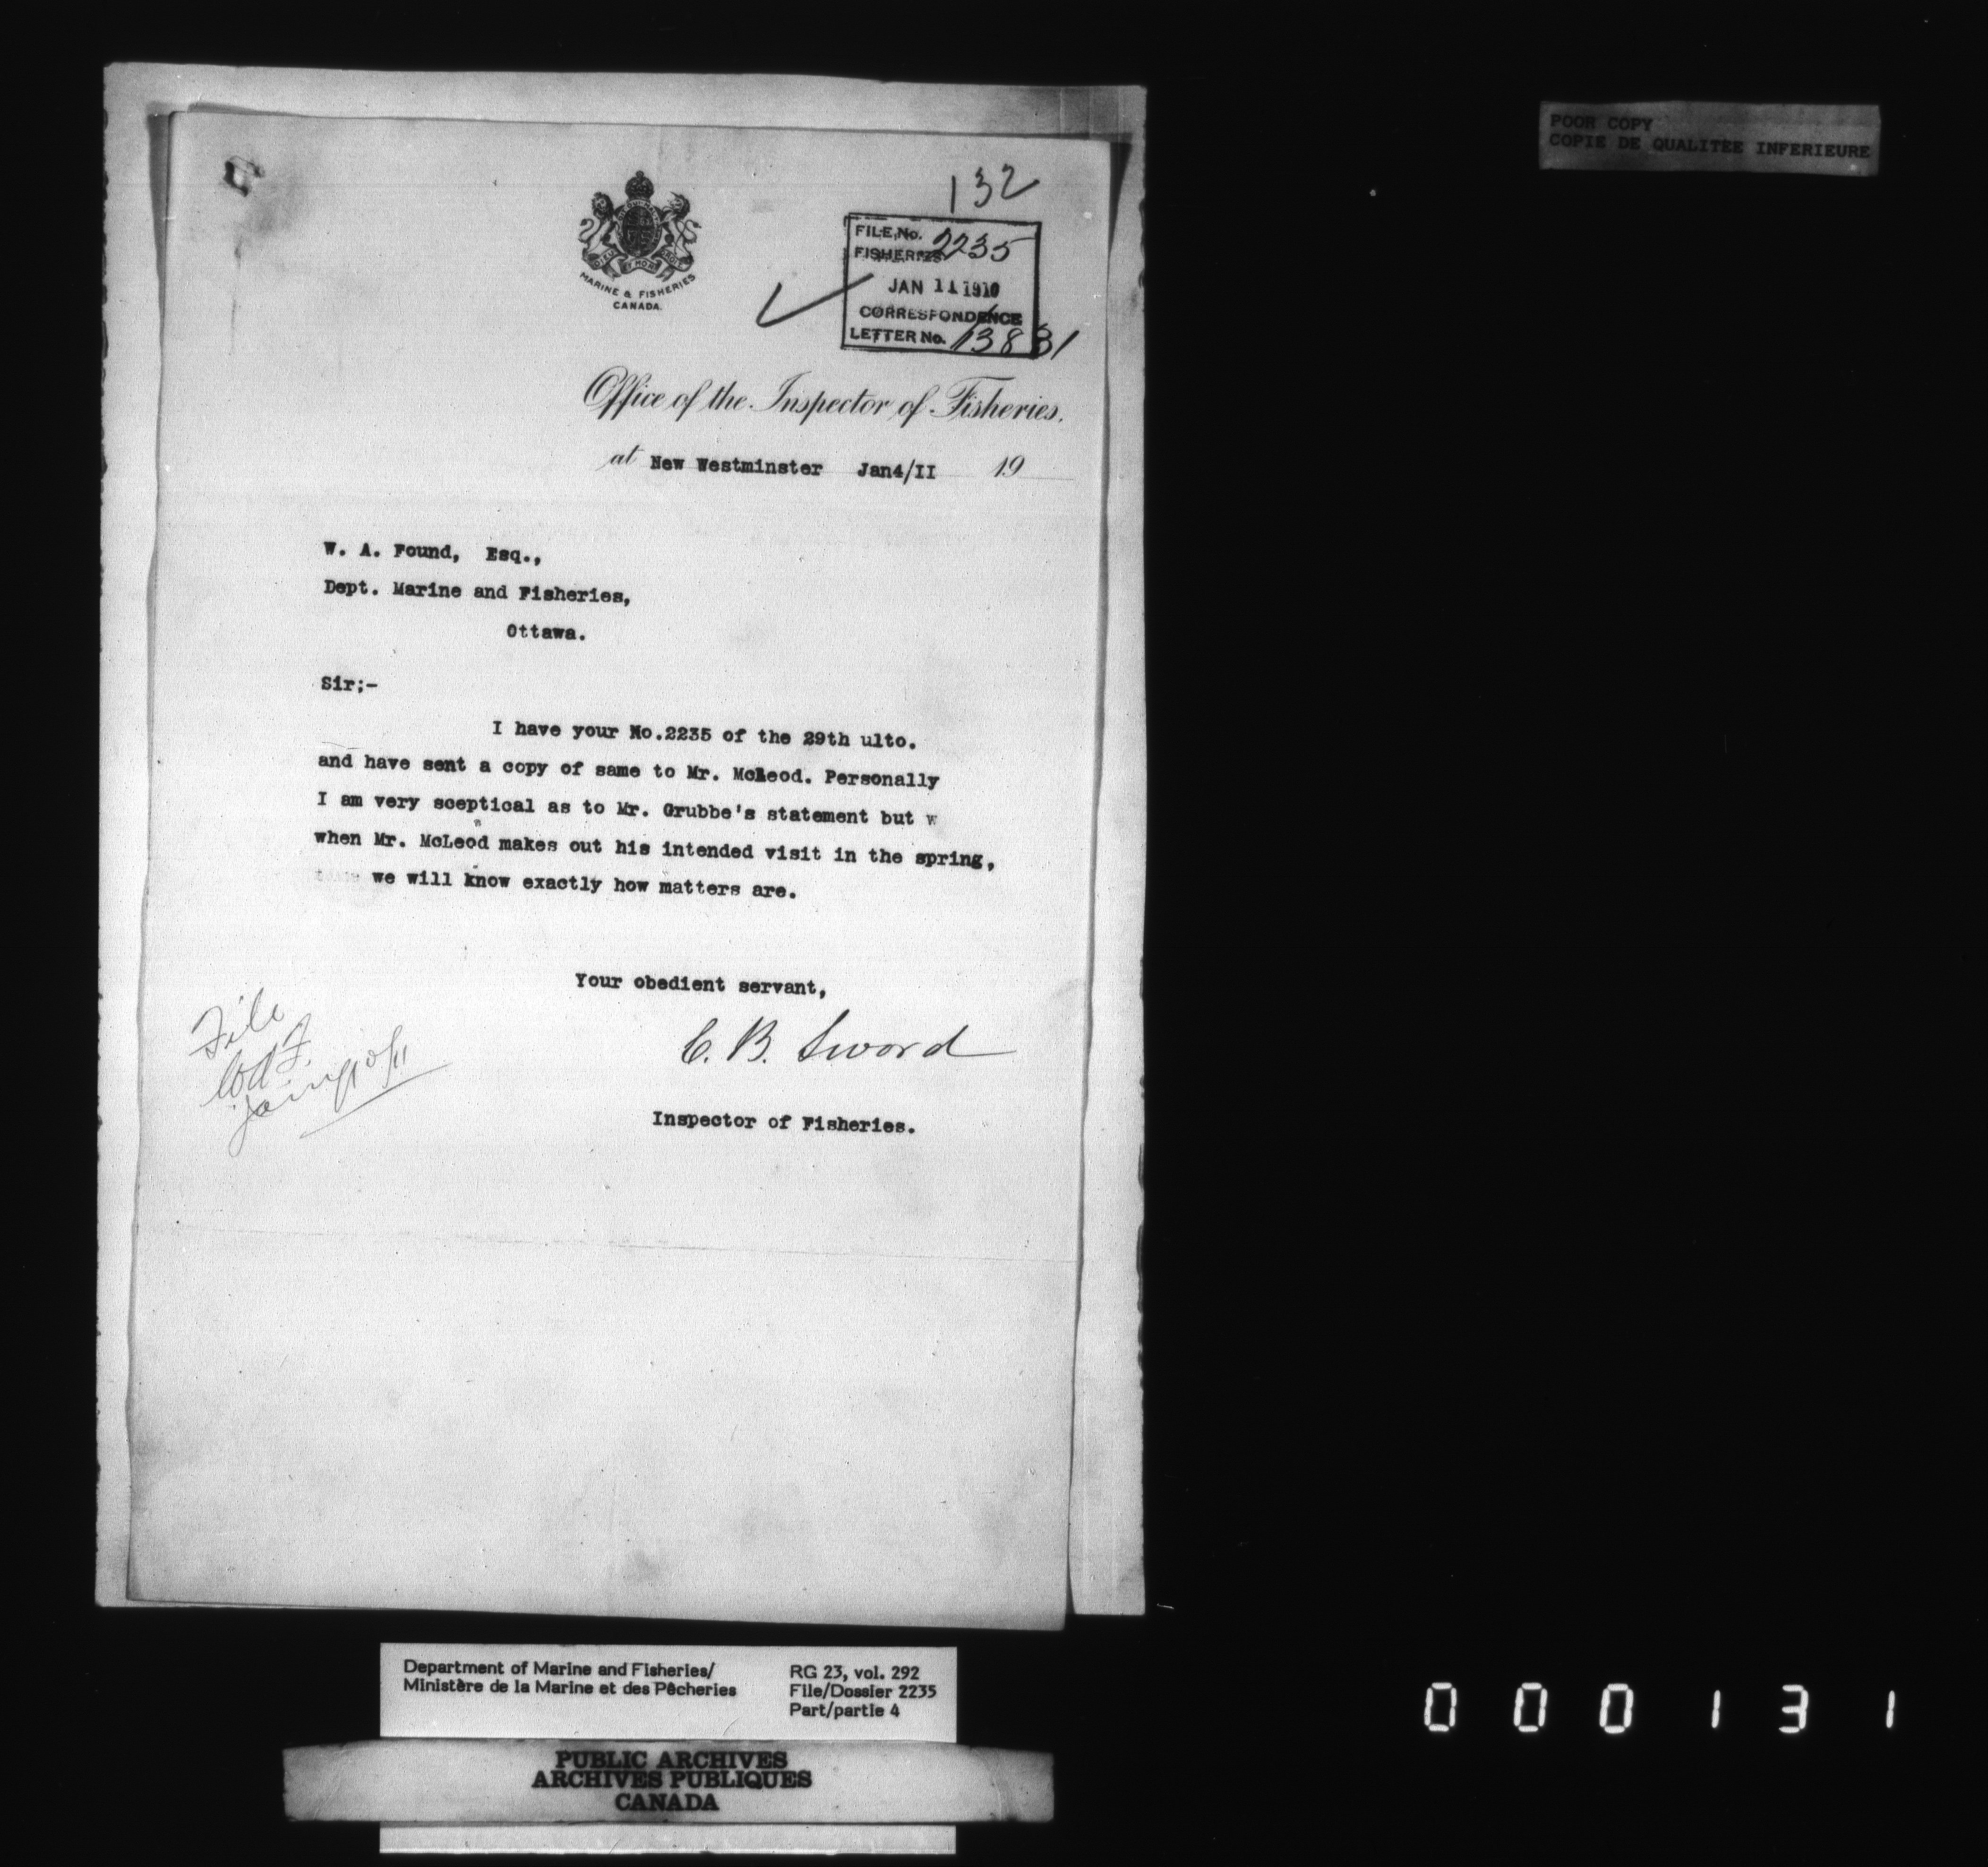 POOR COPY
COPIE DE QUALITEE INFERIEURE
132
FILE No. 2235
FISHERIES
JAN 11 1910
CORRESPONDENCE
LETTER No. 13831
MARINE & FISHERIES
CANADA.
Office of the Inspector of Fisheries.
at New Westminster Jan4/II 19
W. A. Found, Esq.,
Dept. Marine and Fisheries,
Ottawa.
Sir;-
I have your No.2235 of the 29th ulto.
and have sent a copy of same to Mr. McLeod. Personally
I am very sceptical as to Mr. Grubbe's statement but w
when Mr. McLeod makes out his intended visit in the spring,
we will know exactly how matters are.
Your obedient servant,
C. B. Sword
Inspector of Fisheries.
File
Department of Marine and Fisheries/
Ministère de la Marine et des Pêcheries
RG 23, vol. 292
File/Dossier 2235
Part/partie 4
PUBLIC ARCHIVES
ARCHIVES PUBLIQUES
CANADA
000131